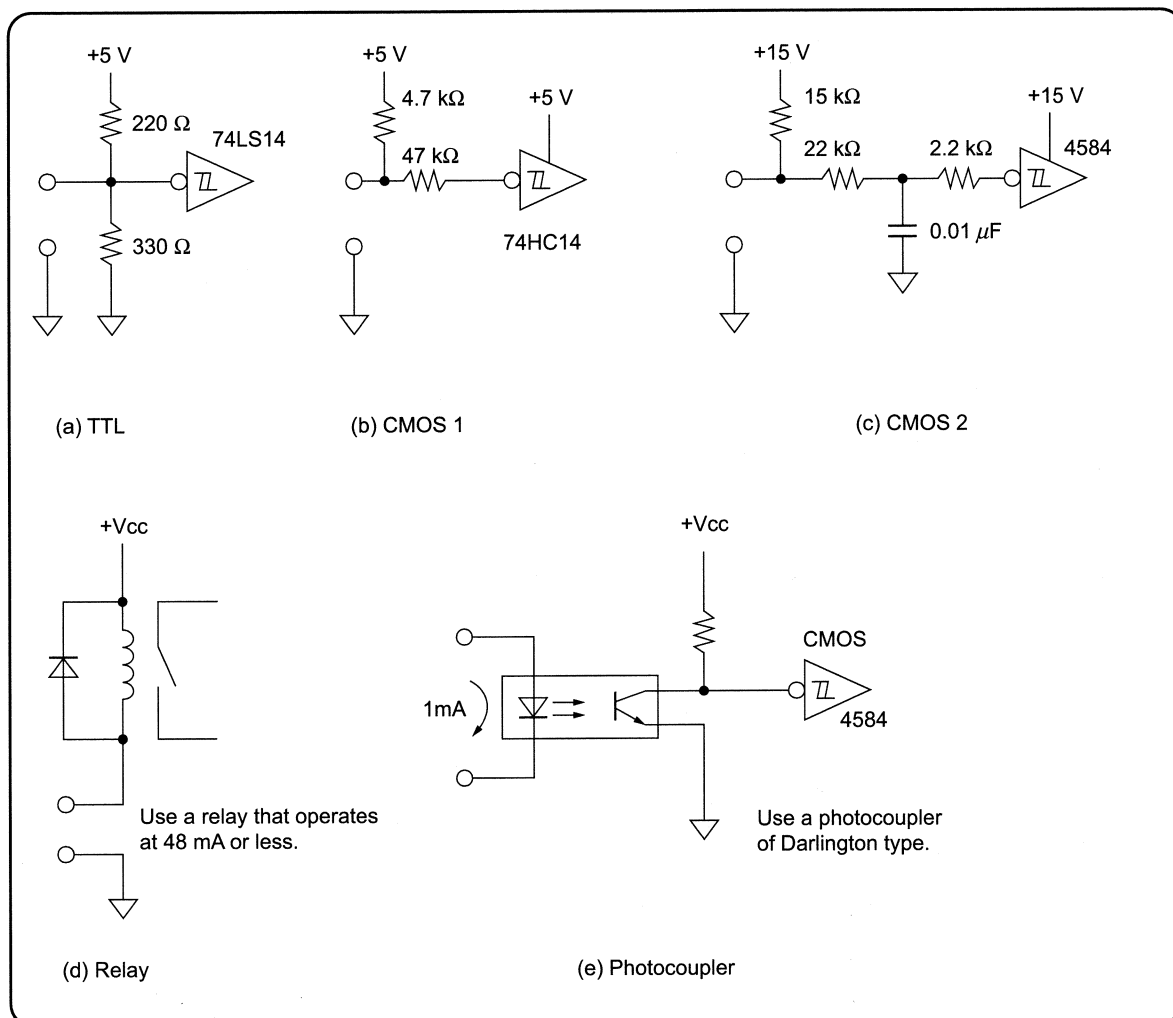 +5 V
220 Ω
74LS14
330 Ω
(a) TTL
+5 V
4.7 kΩ
+5 V
47 kΩ
74HC14
(b) CMOS 1
+15 V
15 kΩ
+15 V
22 kΩ
2.2 kΩ
4584
0.01 μF
(c) CMOS 2
+Vcc
Use a relay that operates
at 48 mA or less.
(d) Relay
+Vcc
CMOS
1mA
4584
Use a photocoupler
of Darlington type.
(e) Photocoupler